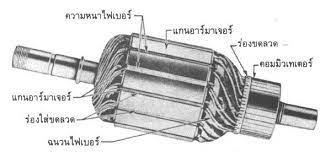 แกนอาร์มาเจอร์
ความหนาไฟเบอร์
ร่องขดลวด
คอมมิวเทเตอร์
แกนอาร์มาเจอร์
ร่องใส่ขดลวด
ฉนวนไฟเบอร์